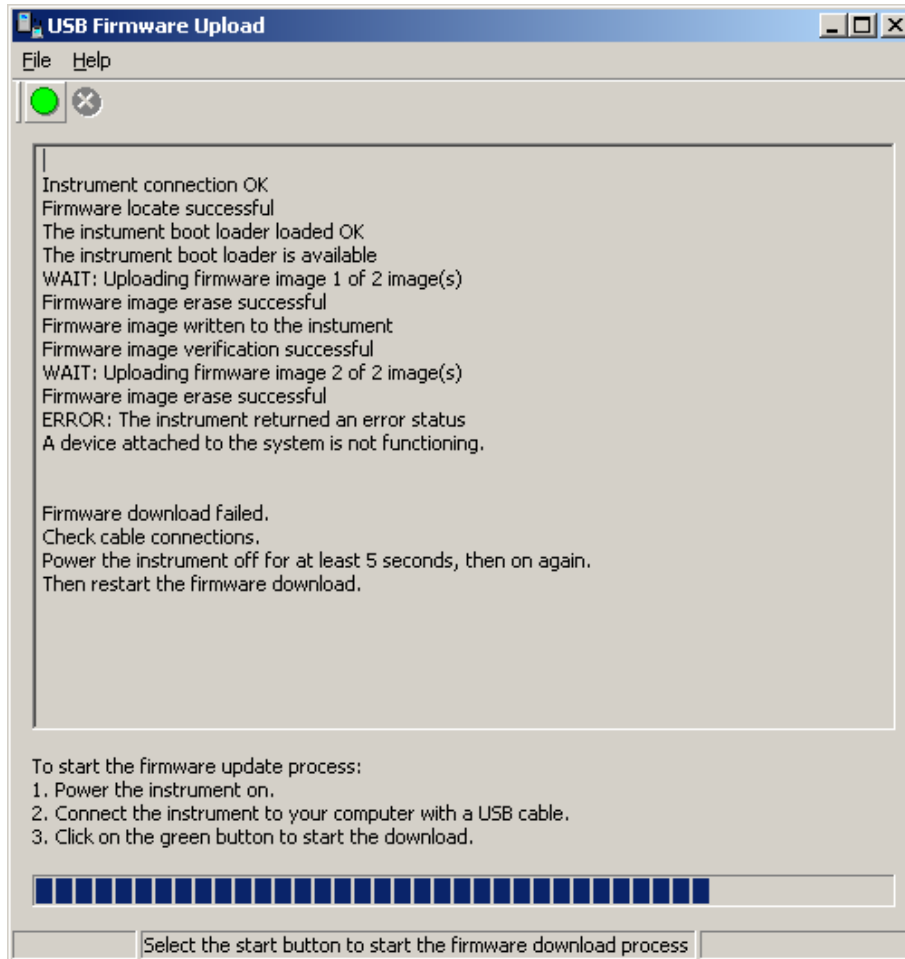 USB Firmware Upload
File Help
Instrument connection OK
Firmware locate successful
The instument boot loader loaded OK
The instrument boot loader is available
WAIT: Uploading firmware image 1 of 2 image(s)
Firmware image erase successful
Firmware image written to the instument
Firmware image verification successful
WAIT: Uploading firmware image 2 of 2 image(s)
Firmware image erase successful
ERROR: The instrument returned an error status
A device attached to the system is not functioning.
Firmware download failed.
Check cable connections.
Power the instrument off for at least 5 seconds, then on again.
Then restart the firmware download.
To start the firmware update process:
1. Power the instrument on.
2. Connect the instrument to your computer with a USB cable.
3. Click on the green button to start the download.
Select the start button to start the firmware download process